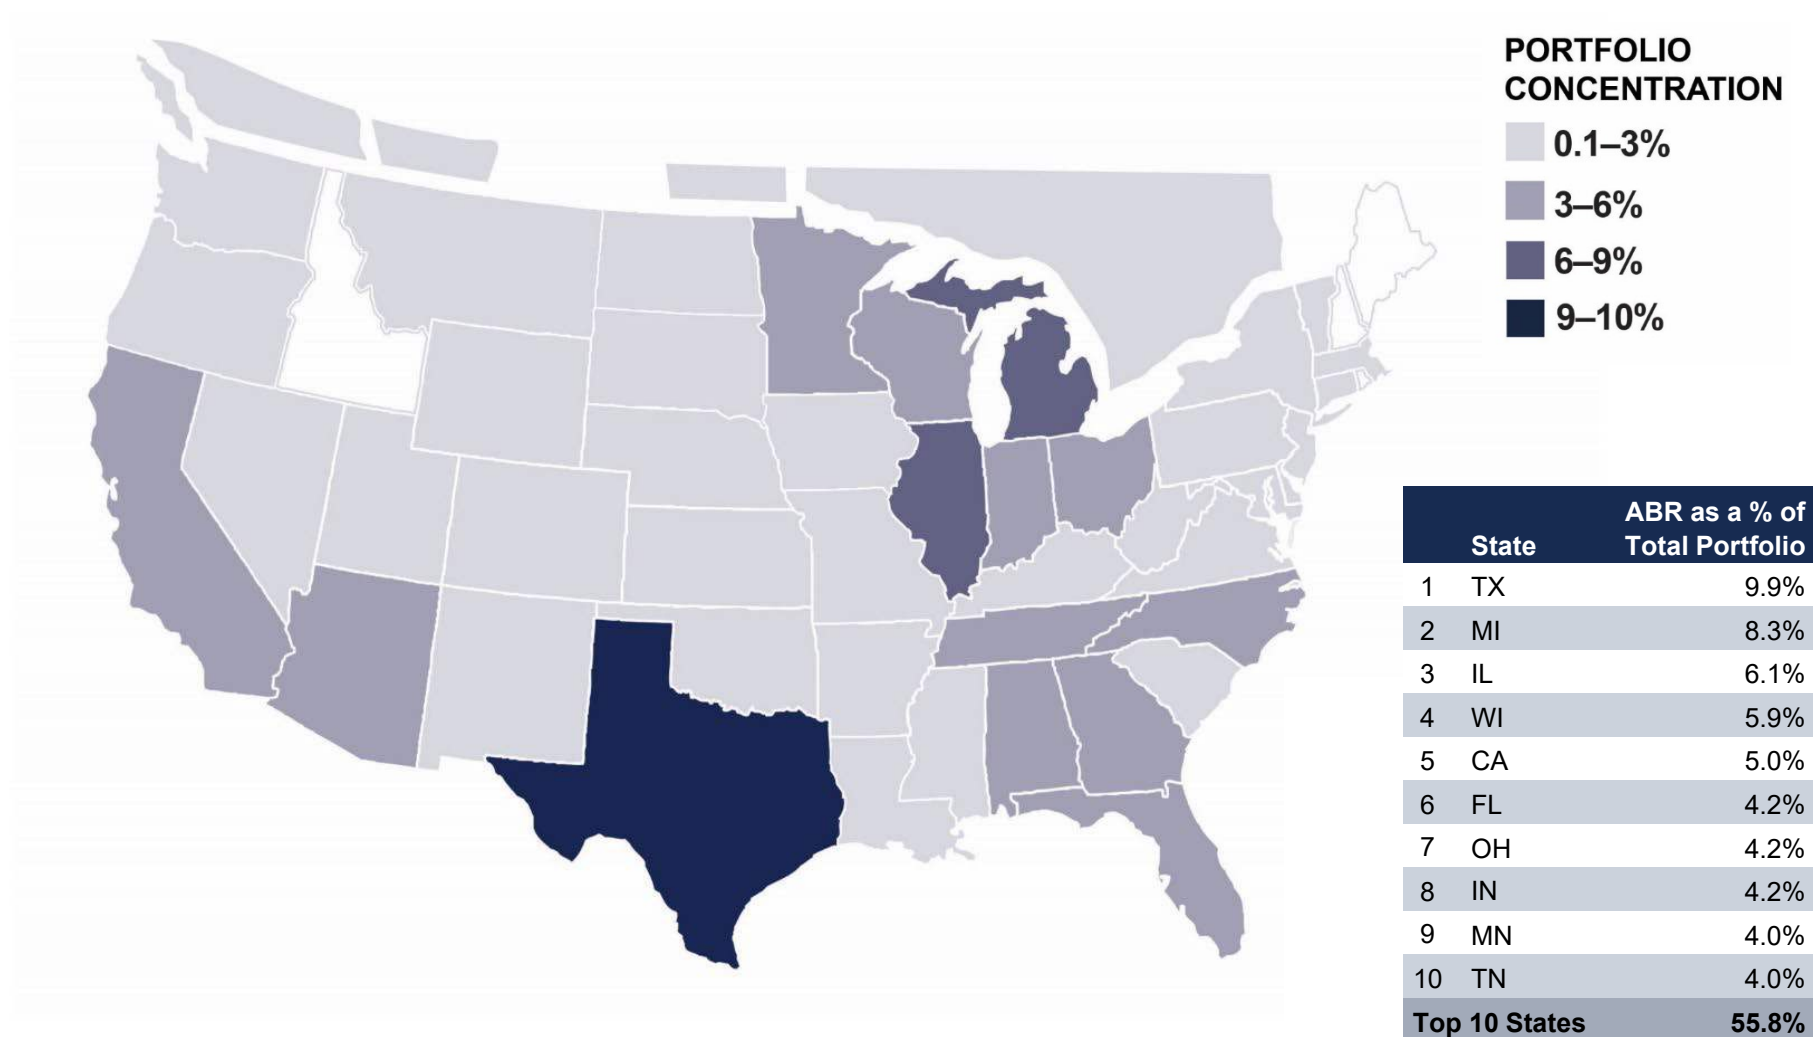 PORTFOLIO
CONCENTRATION
0.1–3%
3–6%
6–9%
9–10%
State ABR as a % of
Total Portfolio
1 TX 9.9%
2 MI 8.3%
3 IL 6.1%
4 WI 5.9%
5 CA 5.0%
6 FL 4.2%
7 OH 4.2%
8 IN 4.2%
9 MN 4.0%
10 TN 4.0%
Top 10 States 55.8%